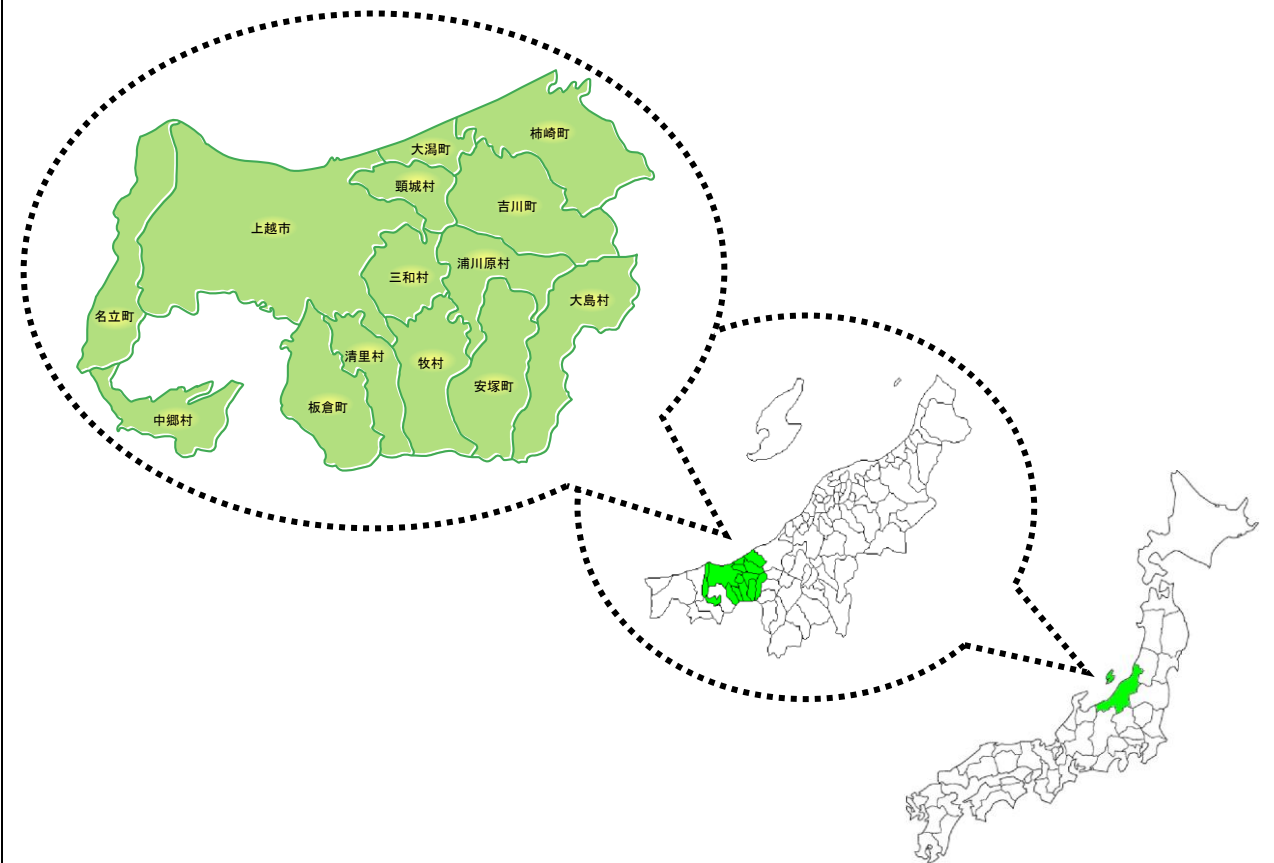 柿崎町
大潟町
頸城村
吉川町
上越市
浦川原村
三和村
大島村
名立町
清里村
牧村
安塚町
板倉町
中郷村